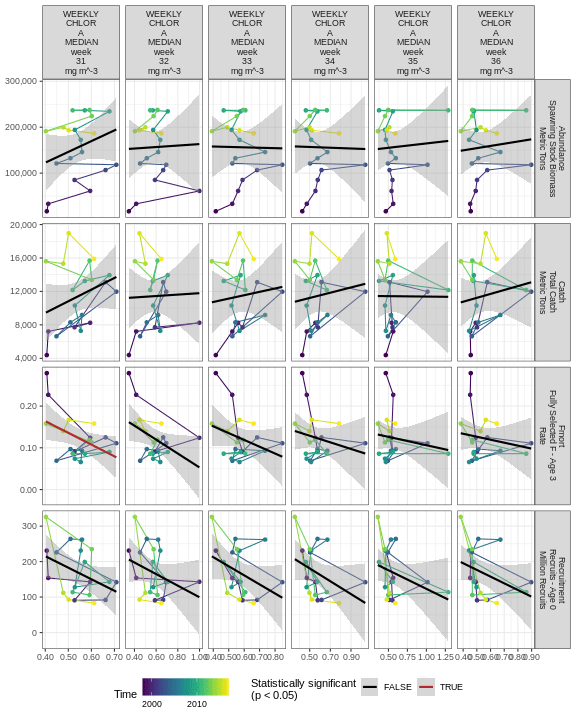 WEEKLY CHLOR A MEDIAN week 31 mg m^-3
WEEKLY CHLOR A MEDIAN week 32 mg m^-3
WEEKLY CHLOR A MEDIAN week 33 mg m^-3
WEEKLY CHLOR A MEDIAN week 34 mg m^-3
WEEKLY CHLOR A MEDIAN week 35 mg m^-3
WEEKLY CHLOR A MEDIAN week 36 mg m^-3
300,000
200,000
100,000
Abundance
Spawning Stock Biomass
Metric Tons
20,000
16,000
12,000
8,000
4,000
Catch
Total Catch
Metric Tons
0.20
0.10
0.00
Fmort
Fully Selected F - Age 3
Rate
300
200
100
0
Recruitment
Recruits - Age 0
Million Recruits
0.40 0.50 0.60 0.70
0.40 0.60 0.80 1.00
0.40 0.60 0.80
0.50 0.70 0.90
0.50 0.75 1.00 1.25
0.40 0.50 0.60 0.70 0.80 0.90
Time
2000 2010
Statistically significant
(p < 0.05)
FALSE
TRUE